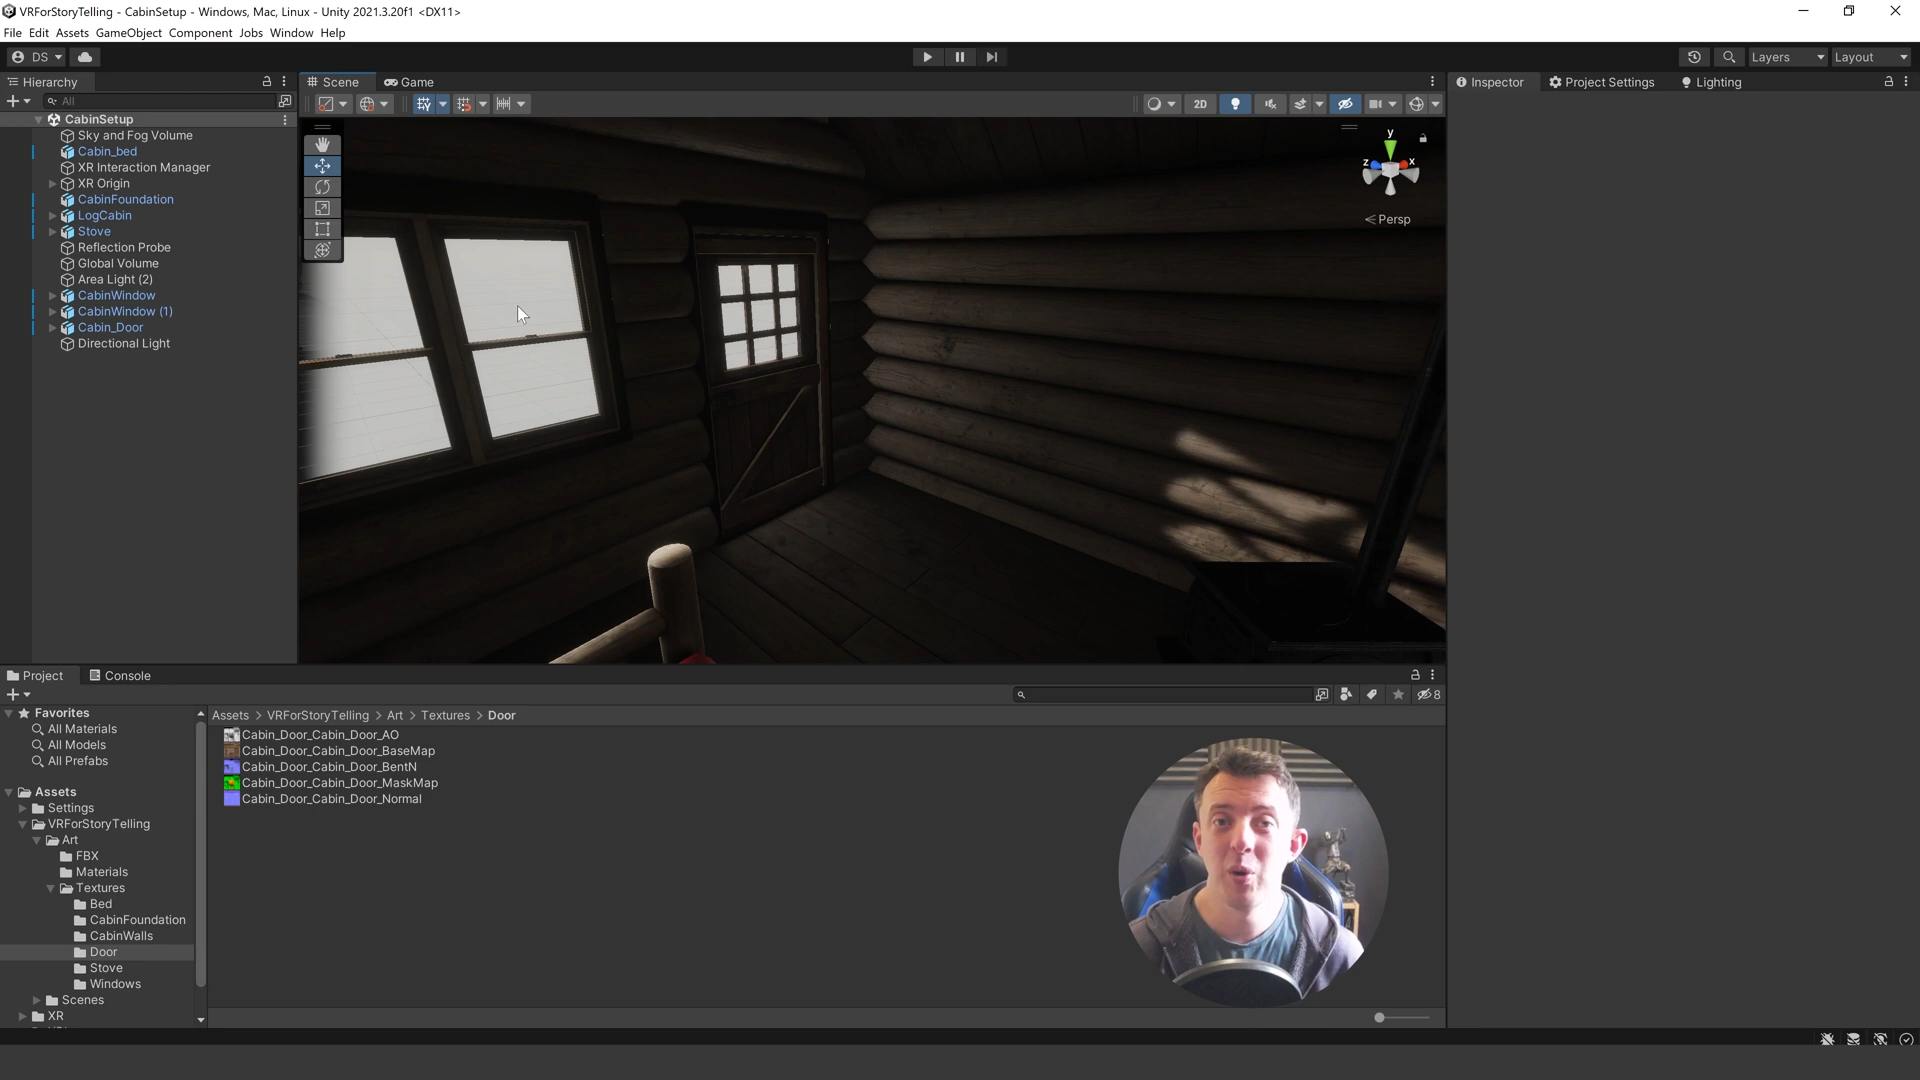 VRForStoryTelling - CabinSetup - Windows, Mac, Linux - Unity 2021.3.20f1 <DX11>
File Edit Assets GameObject Component Jobs Window Help
DS
Layers Layout
Hierarchy
Scene Game
Inspector Project Settings Lighting
All
2D
CabinSetup
Sky and Fog Volume
Cabin_bed
XR Interaction Manager
XR Origin
CabinFoundation
LogCabin
Stove
Reflection Probe
Global Volume
Area Light (2)
CabinWindow
CabinWindow (1)
Cabin_Door
Directional Light
y
z x
Persp
Project Console
8
Favorites
All Materials
All Models
All Prefabs
Assets
Settings
VRForStoryTelling
Art
FBX
Materials
Textures
Bed
CabinFoundation
CabinWalls
Door
Stove
Windows
Scenes
XR
Assets > VRForStoryTelling > Art > Textures > Door
Cabin_Door_Cabin_Door_AO
Cabin_Door_Cabin_Door_BaseMap
Cabin_Door_Cabin_Door_BentN
Cabin_Door_Cabin_Door_MaskMap
Cabin_Door_Cabin_Door_Normal